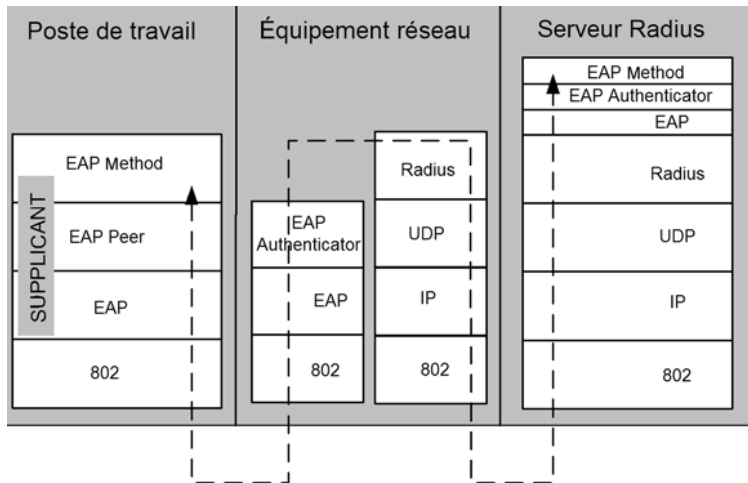 Poste de travail
EAP Method
EAP Peer
EAP
802
SUPPLICANT
Équipement réseau
EAP
Authenticator
EAP
802
Radius
UDP
IP
802
Serveur Radius
EAP Method
EAP Authenticator
EAP
Radius
UDP
IP
802